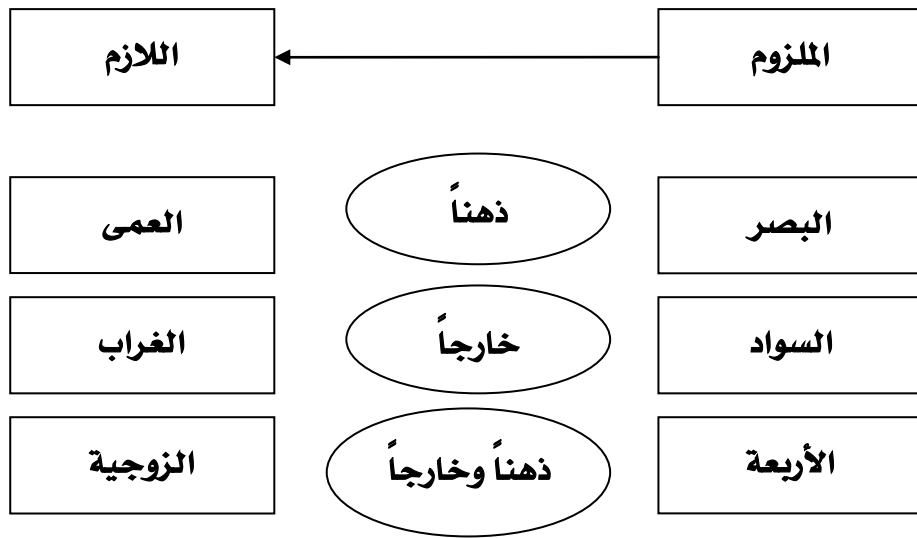 الملزوم
اللازم
البصر
ذهناً
العمى
السواد
خارجاً
الغراب
الأربعة
ذهناً وخارجاً
الزوجية